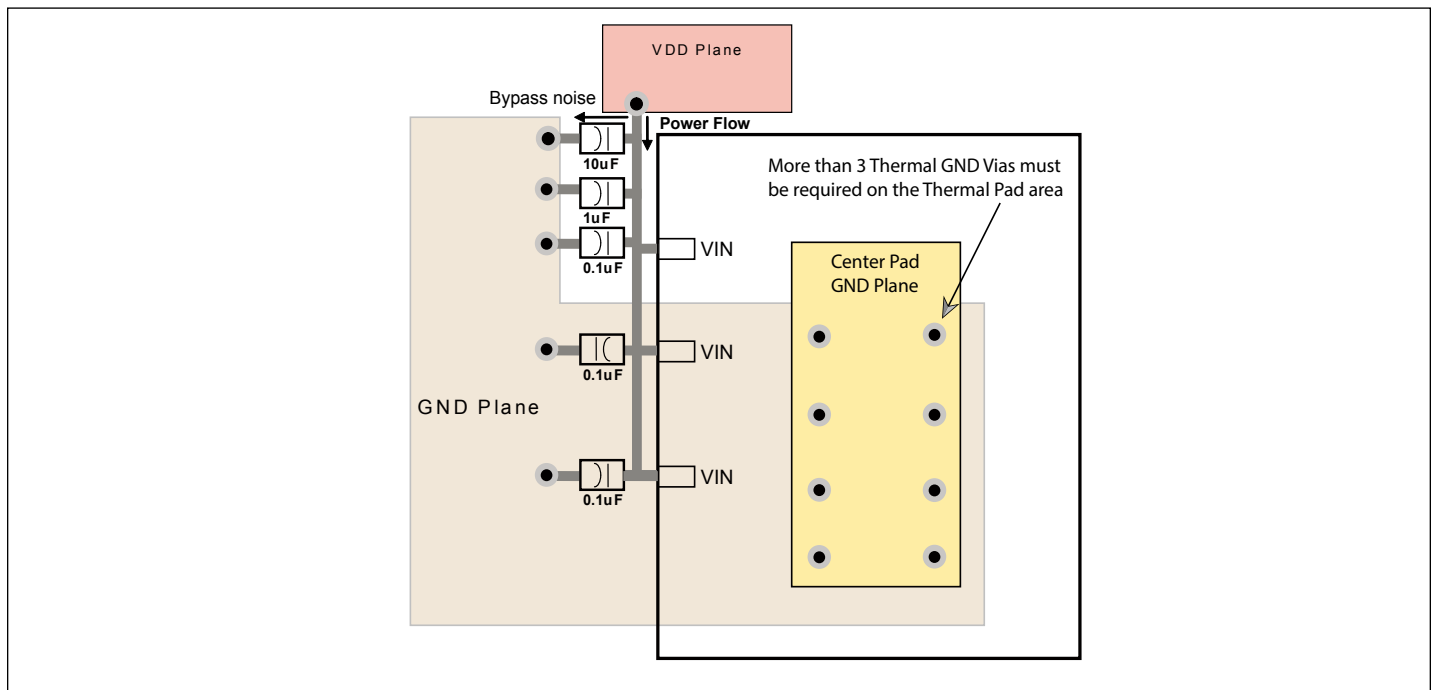 VDD Plane
Bypass noise
Power Flow
10uF
More than 3 Thermal GND Vias must
be required on the Thermal Pad area
1uF
VIN
0.1uF
Center Pad
GND Plane
VIN
0.1uF
GND Plane
VIN
0.1uF